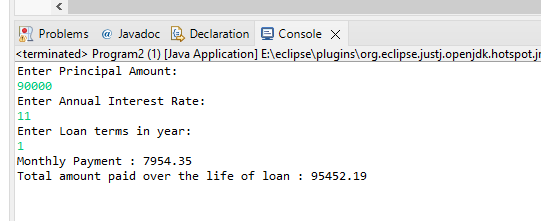 Problems @ Javadoc Declaration Console
<terminated> Program2 (1) [Java Application] E:\eclipse\plugins\org.eclipse.justj.openjdk.hotspot.jr
Enter Principal Amount:
90000
Enter Annual Interest Rate:
11
Enter Loan terms in year:
1
Monthly Payment : 7954.35
Total amount paid over the life of loan : 95452.19